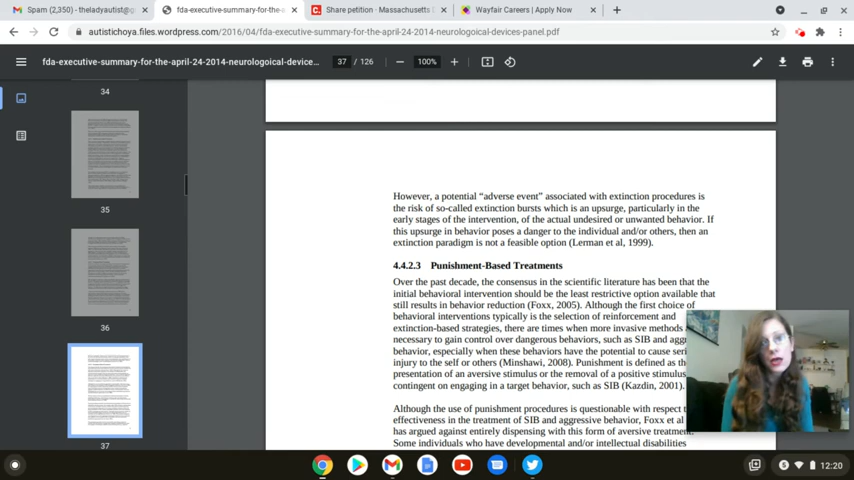 Spam (2,350) - theladyautist@g
fda-executive-summary-for-the-a
Share petition · Massachusetts D
Wayfair Careers | Apply Now
autistichoya.files.wordpress.com/2016/04/fda-executive-summary-for-the-april-24-2014-neurologoical-devices-panel.pdf
fda-executive-summary-for-the-april-24-2014-neurologoical-device...
37 / 126
100%
34
35
36
37
However, a potential “adverse event” associated with extinction procedures is
the risk of so-called extinction bursts which is an upsurge, particularly in the
early stages of the intervention, of the actual undesired or unwanted behavior. If
this upsurge in behavior poses a danger to the individual and/or others, then an
extinction paradigm is not a feasible option (Lerman et al, 1999).
4.4.2.3 Punishment-Based Treatments
Over the past decade, the consensus in the scientific literature has been that the
initial behavioral intervention should be the least restrictive option available that
still results in behavior reduction (Foxx, 2005). Although the first choice of
behavioral interventions typically is the selection of reinforcement and
extinction-based strategies, there are times when more invasive methods
necessary to gain control over dangerous behaviors, such as SIB and aggr
behavior, especially when these behaviors have the potential to cause seri
injury to the self or others (Minshawi, 2008). Punishment is defined as the
presentation of an aversive stimulus or the removal of a positive stimulus,
contingent on engaging in a target behavior, such as SIB (Kazdin, 2001).
Although the use of punishment procedures is questionable with respect t
effectiveness in the treatment of SIB and aggressive behavior, Foxx et al
has argued against entirely dispensing with this form of aversive treatment.
Some individuals who have developmental and/or intellectual disabilities
12:20